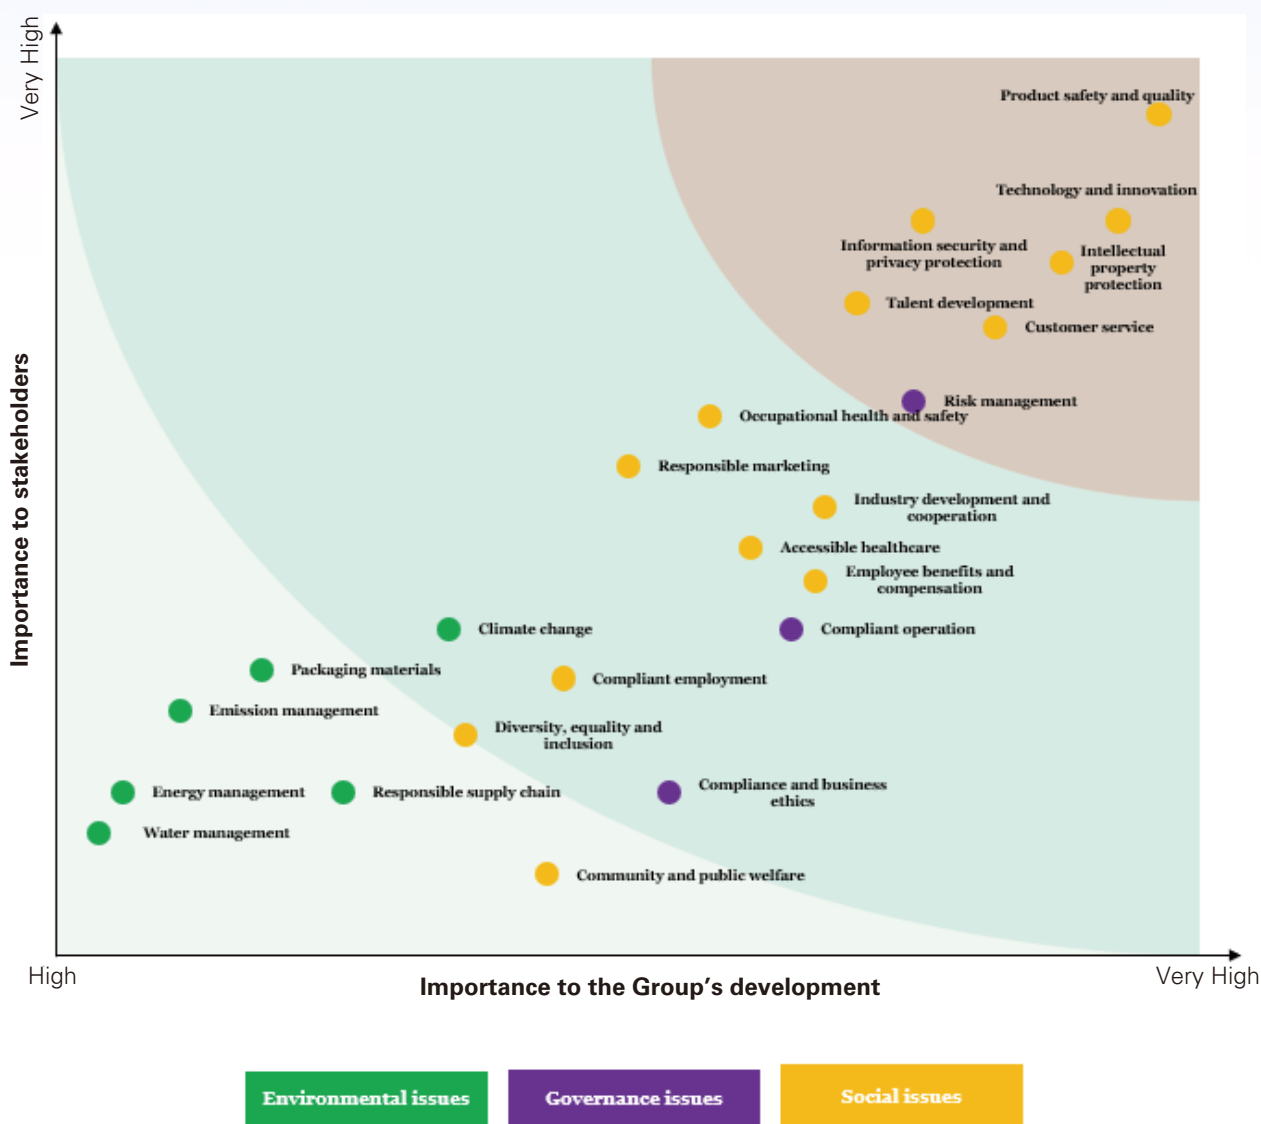 Very High
Product safety and quality
Technology and innovation
Information security and
privacy protection
Intellectual
property
protection
Talent development
Customer service
Risk management
Occupational health and safety
Responsible marketing
Industry development and
cooperation
Accessible healthcare
Employee benefits and
compensation
Climate change
Compliant operation
Packaging materials
Compliant employment
Emission management
Diversity, equality and
inclusion
Energy management
Responsible supply chain
Compliance and business
ethics
Water management
Community and public welfare
Importance to stakeholders
High
Very High
Importance to the Group's development
Environmental issues
Governance issues
Social issues